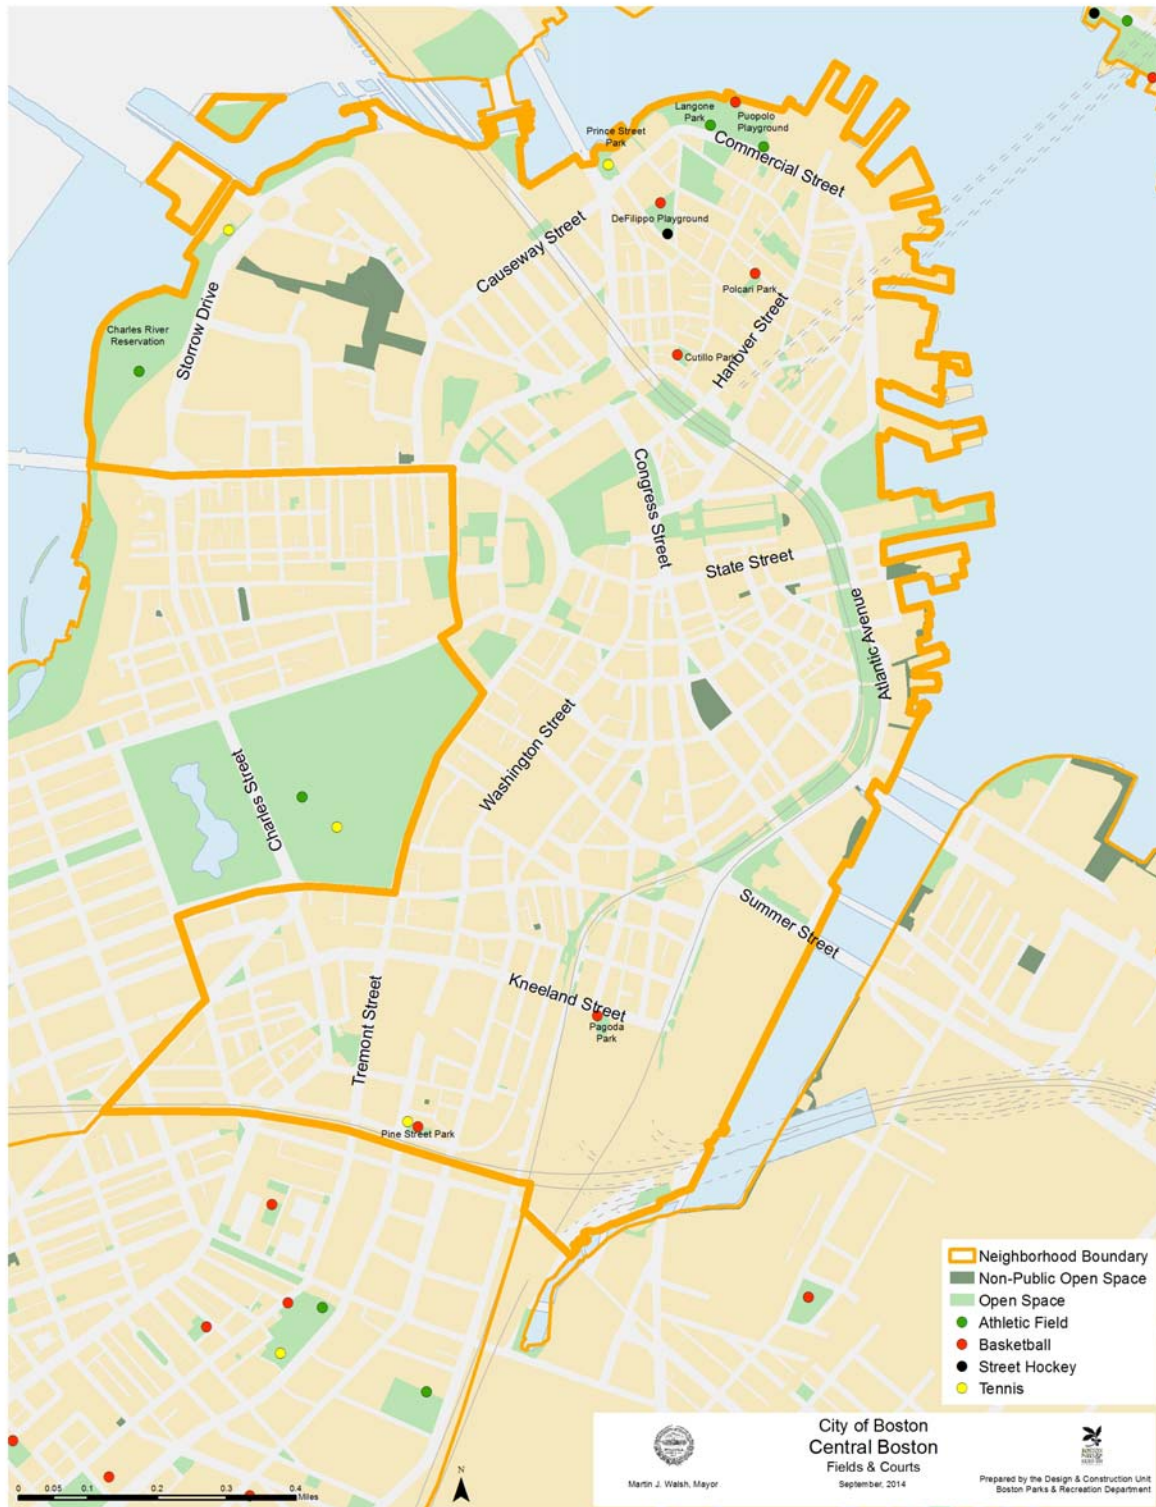 Langone
Park
Puopolo
Playground
Prince Street
Park
Commercial Street
DeFilippo Playground
Causeway Street
Polcari Park
Storrow Drive
Charles River
Reservation
Hanover Street
Cutillo Park
Congress Street
State Street
Atlantic Avenue
Washington Street
Charles Street
Summer Street
Kneeland Street
Tremont Street
Pagoda
Park
Pine Street Park
Neighborhood Boundary
Non-Public Open Space
Open Space
Athletic Field
Basketball
Street Hockey
Tennis
City of Boston
Central Boston
Fields & Courts
September, 2014
Martin J. Walsh, Mayor
Prepared by the Design & Construction Unit
Boston Parks & Recreation Department
N
0 0.05 0.1 0.2 0.3 0.4
Miles